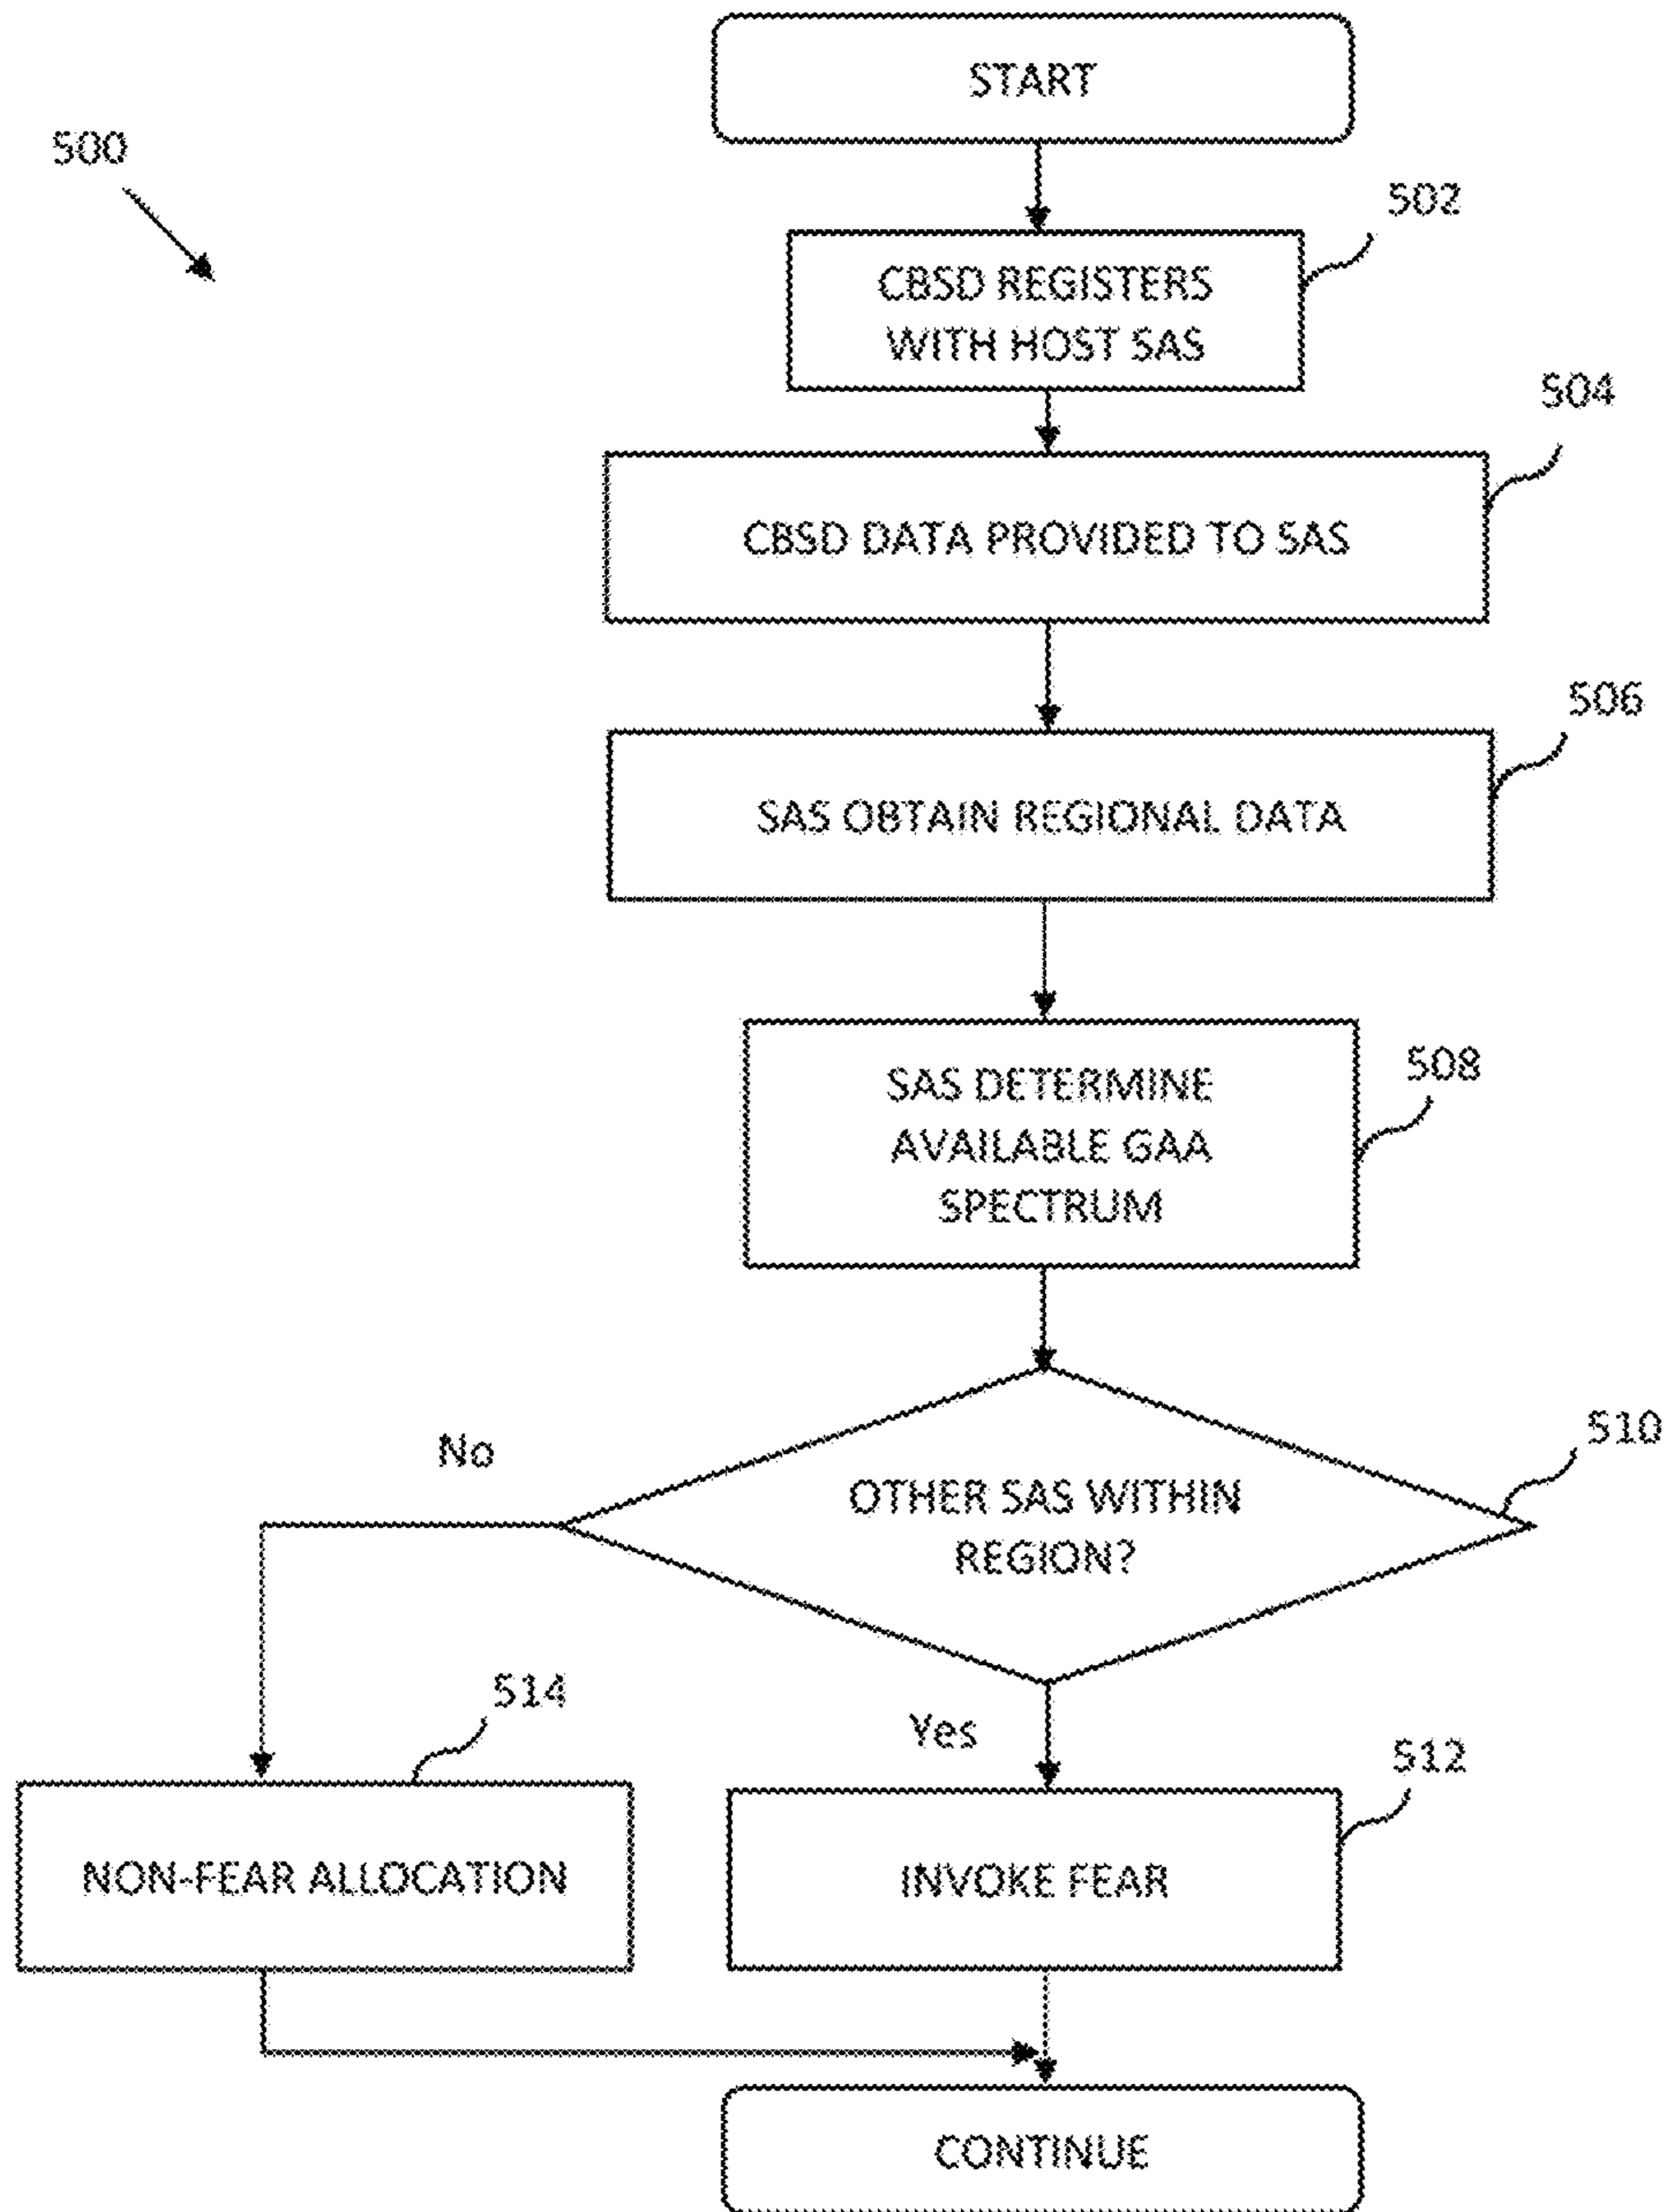 START
500
502
CBSD REGISTERS
WITH HOST SAS
504
CBSD DATA PROVIDED TO SAS
506
SAS OBTAIN REGIONAL DATA
508
SAS DETERMINE
AVAILABLE GAA
SPECTRUM
510
No
OTHER SAS WITHIN
REGION?
514
Yes
512
NON-FEAR ALLOCATION
INVOKE FEAR
CONTINUE